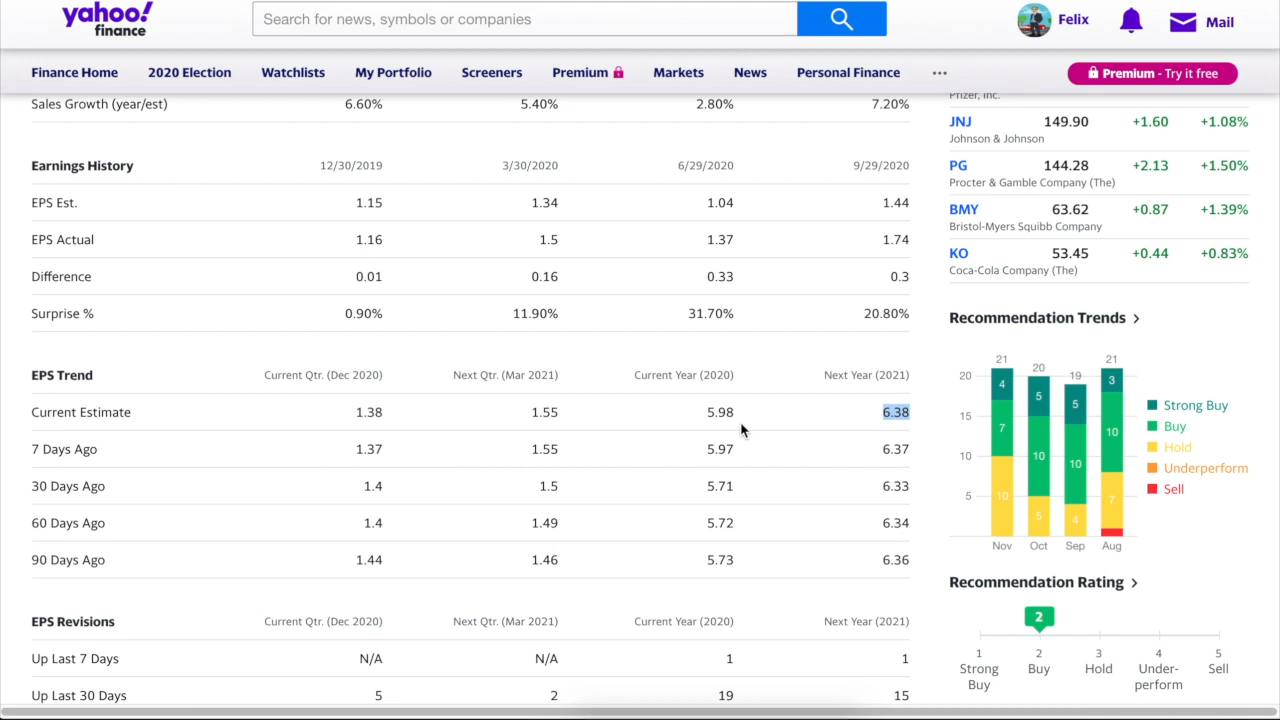 yahoo!
finance
Search for news, symbols or companies
Felix
Mail
Finance Home 2020 Election Watchlists My Portfolio Screeners Premium Markets News Personal Finance ••• Premium - Try it free
Sales Growth (year/est) 6.60% 5.40% 2.80% 7.20%
Earnings History 12/30/2019 3/30/2020 6/29/2020 9/29/2020
EPS Est. 1.15 1.34 1.04 1.44
EPS Actual 1.16 1.5 1.37 1.74
Difference 0.01 0.16 0.33 0.3
Surprise % 0.90% 11.90% 31.70% 20.80%
EPS Trend Current Qtr. (Dec 2020) Next Qtr. (Mar 2021) Current Year (2020) Next Year (2021)
Current Estimate 1.38 1.55 5.98 6.38
7 Days Ago 1.37 1.55 5.97 6.37
30 Days Ago 1.4 1.5 5.71 6.33
60 Days Ago 1.4 1.49 5.72 6.34
90 Days Ago 1.44 1.46 5.73 6.36
EPS Revisions Current Qtr. (Dec 2020) Next Qtr. (Mar 2021) Current Year (2020) Next Year (2021)
Up Last 7 Days N/A N/A 1 1
Up Last 30 Days 5 2 19 15
Pfizer, Inc.
JNJ 149.90 +1.60 +1.08%
Johnson & Johnson
PG 144.28 +2.13 +1.50%
Procter & Gamble Company (The)
BMY 63.62 +0.87 +1.39%
Bristol-Myers Squibb Company
KO 53.45 +0.44 +0.83%
Coca-Cola Company (The)
Recommendation Trends >
21 20 19 21
20
15
10
5
4 5 5 3
7 10 10 10
10 5 4 7
Nov Oct Sep Aug
Strong Buy
Buy
Hold
Underperform
Sell
Recommendation Rating >
2
1 2 3 4 5
Strong Buy Hold Under- Sell
Buy perform